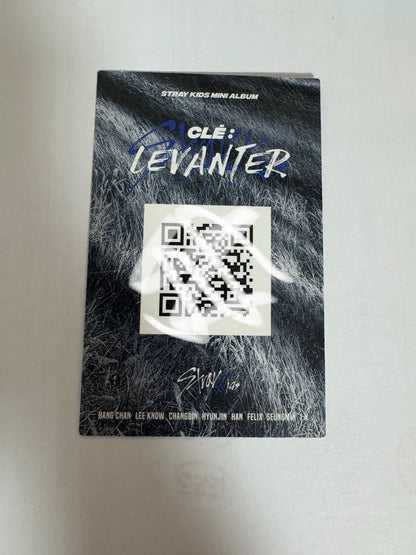 STRAY KIDS MINI ALBUM
CLÉ :
LEVANTER
Stray Kids
BANG CHAN LEE KNOW CHANGBIN HYUNJIN HAN FELIX SEUNGMIN I.N